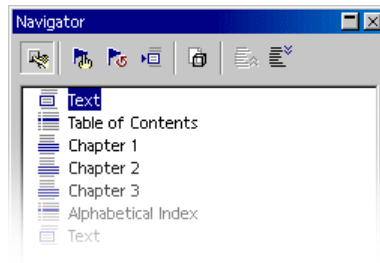 Navigator
Text
Table of Contents
Chapter 1
Chapter 2
Chapter 3
Alphabetical Index
Text